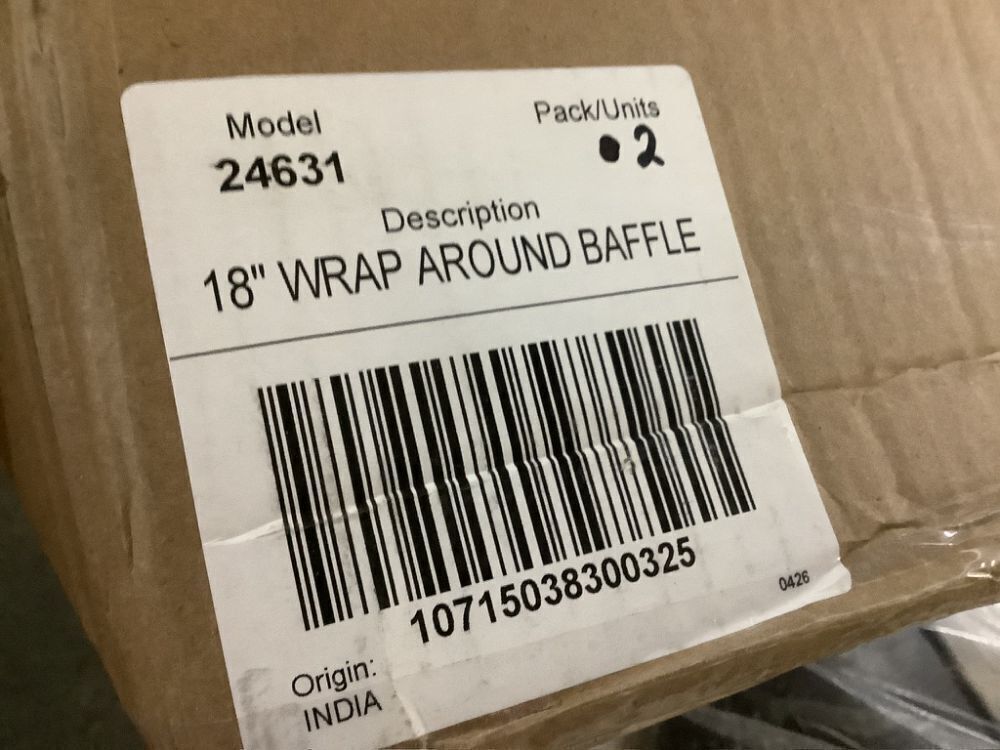 Model
24631
Pack/Units
2
Description
18" WRAP AROUND BAFFLE
10715038300325
0426
Origin:
INDIA